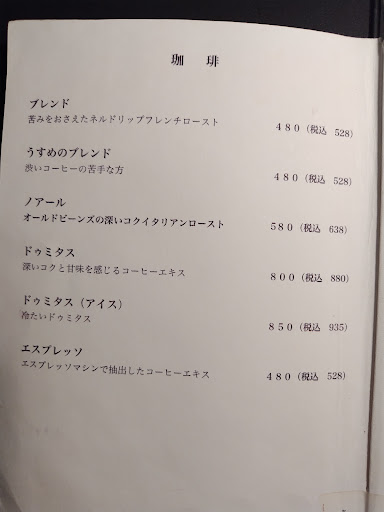 珈 琲
ブレンド
苦みをおさえたネルドリップフレンチロースト
480(税込 528)
うすめのブレンド
渋いコーヒーの苦手な方
480(税込 528)
ノアール
オールドビーンズの深いコクイタリアンロースト
580(税込 638)
ドゥミタス
深いコクと甘味を感じるコーヒーエキス
800(税込 880)
ドゥミタス(アイス)
冷たいドゥミタス
850(税込 935)
エスプレッソ
エスプレッソマシンで抽出したコーヒーエキス
480(税込 528)